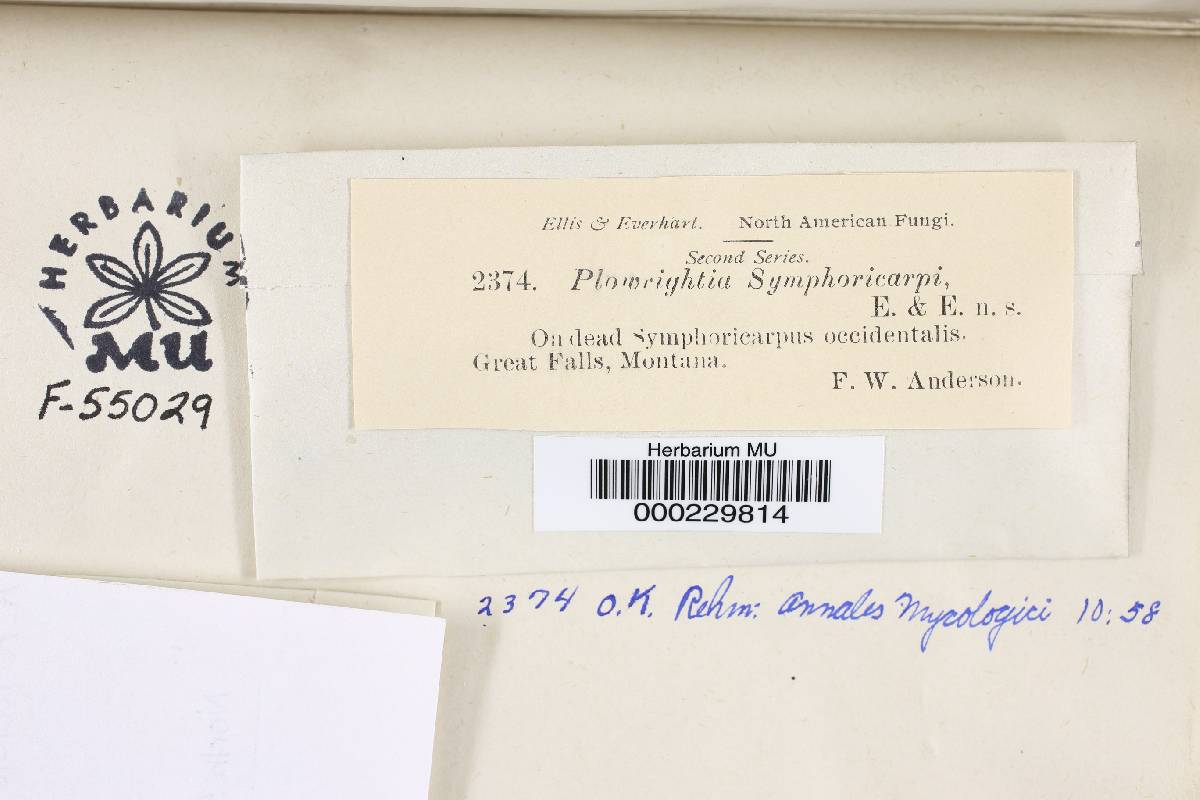 Ellis & Everhart. North American Fungi.
Second Series.
2374. Plowrightia Symphoricarpi,
E. & E. n. s.
On dead Symphoricarpus occidentalis.
Great Falls, Montana.
F. W. Anderson.
HERBARIUM
MU
F-55029
Herbarium MU
000229814
2374 O.K. Rehm: Annales Mycologici 10:58